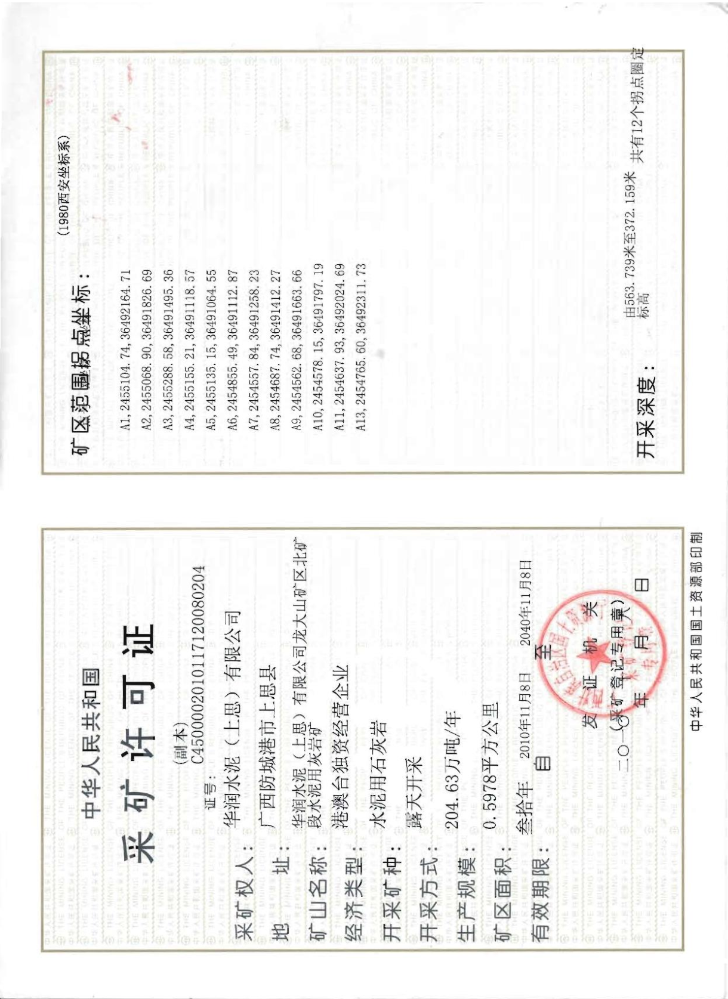 中华人民共和国
采矿许可证
(副本)
证号: C4500002010117120080204
采矿权人: 华润水泥(上思)有限公司
地 址: 广西防城港市上思县
矿山名称: 华润水泥(上思)有限公司龙大山矿区北矿
段水泥用灰岩矿
经济类型: 港澳台独资经营企业
开采矿种: 水泥用石灰岩
开采方式: 露天开采
生产规模: 204.63万吨/年
矿区面积: 0.5978平方公里
有效期限: 叁拾年 自 2010年11月8日 至 2040年11月8日
发 证 机 关
(采矿登记专用章)
二〇一〇 年 月 日
中华人民共和国国土资源部印制
矿区范围拐点坐标: (1980西安坐标系)
A1,2455104.74,36492164.71
A2,2455068.90,36491826.69
A3,2455288.58,36491495.36
A4,2455155.21,36491118.57
A5,2455135.15,36491064.55
A6,2454855.49,36491112.87
A7,2454557.84,36491258.23
A8,2454687.74,36491412.27
A9,2454562.68,36491663.66
A10,2454578.15,36491797.19
A11,2454637.93,36492024.69
A13,2454765.60,36492311.73
开采深度: 由563.739米至372.159米 共有12个拐点圈定
标高